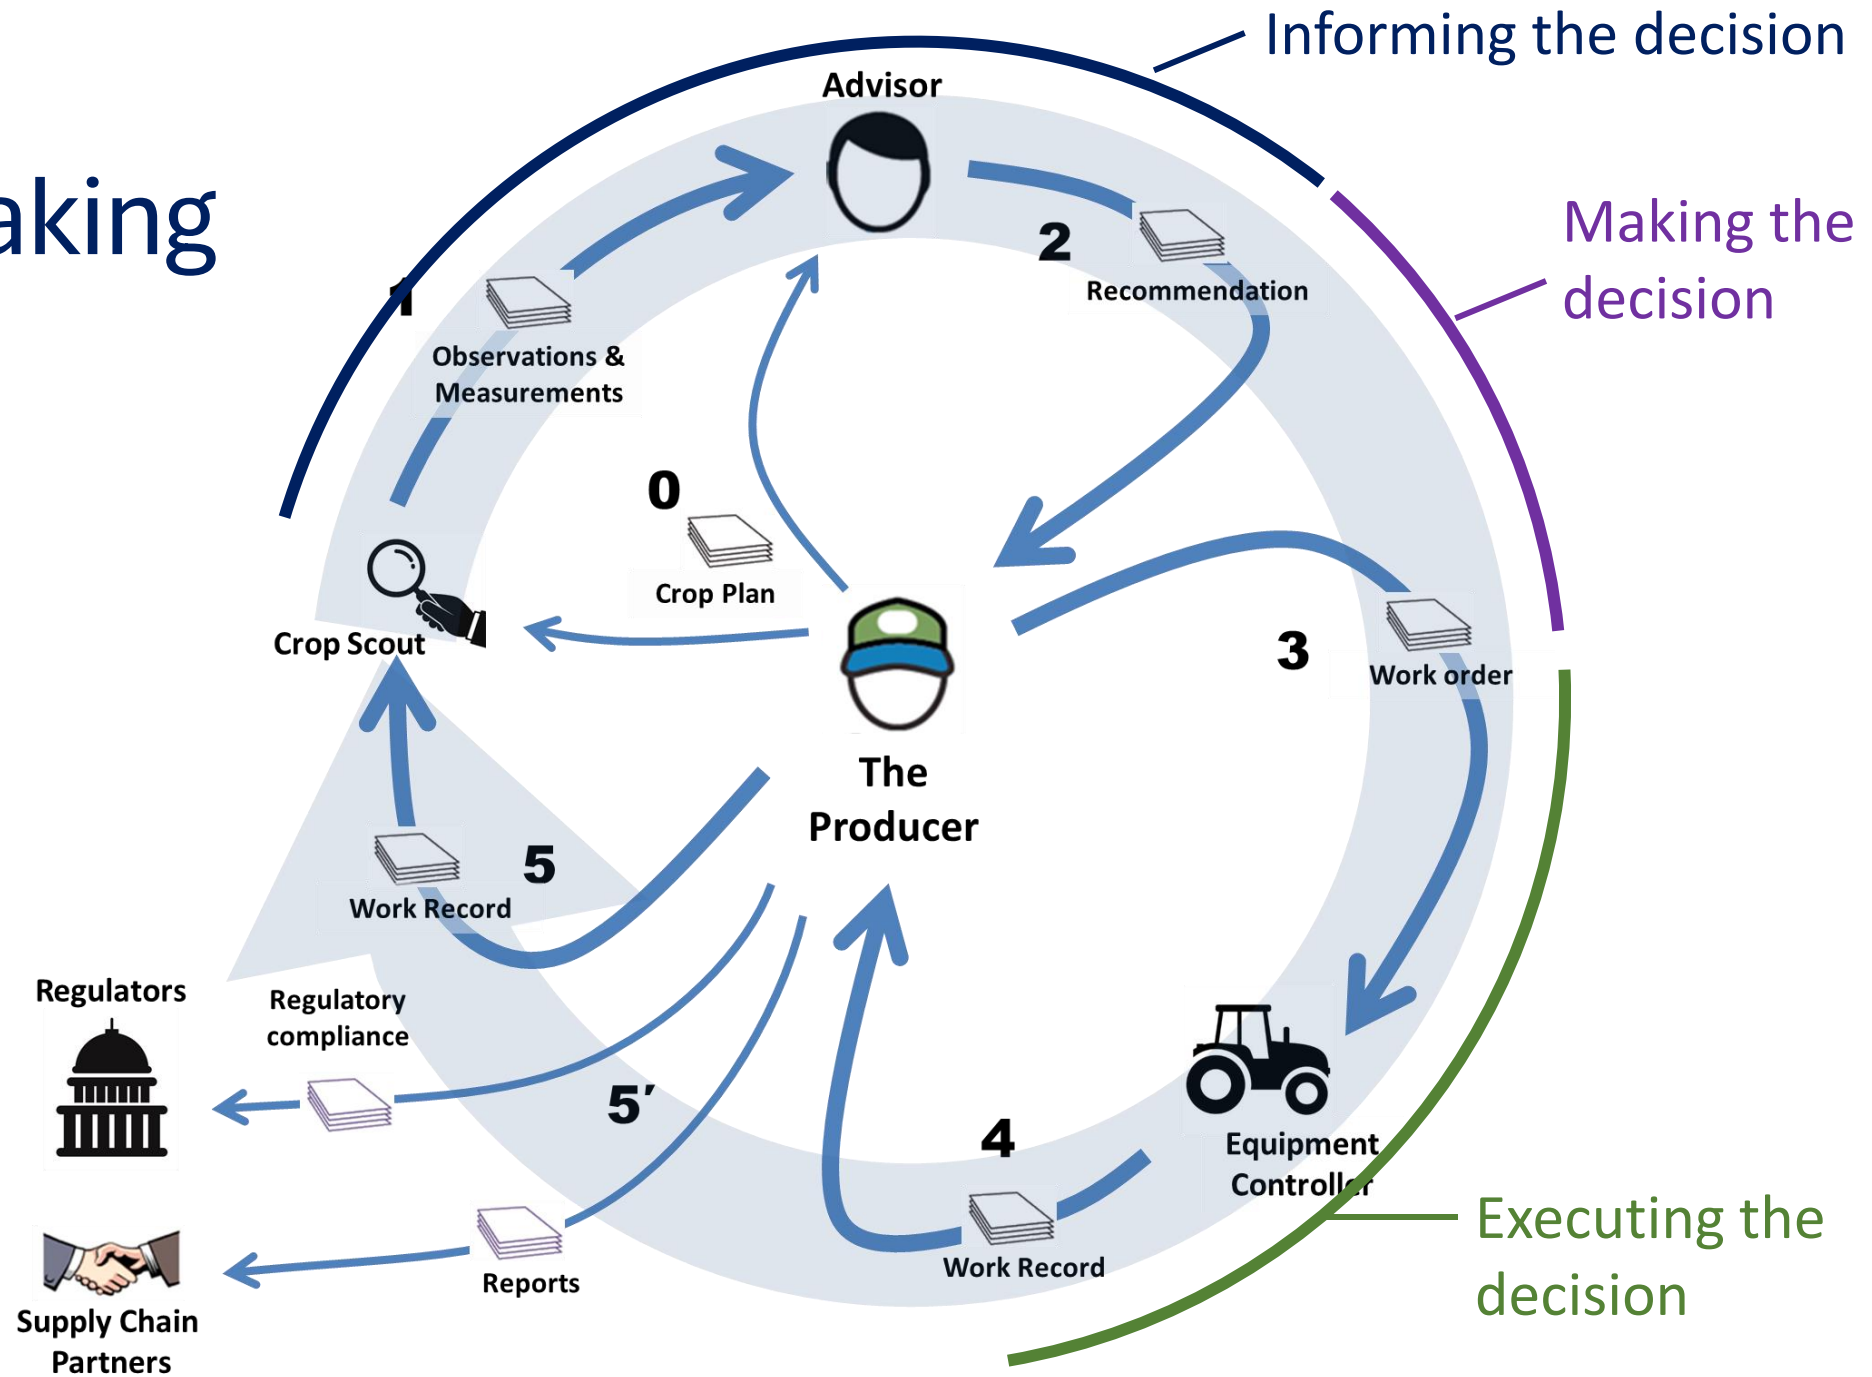 Informing the decision
Advisor
aking
Making the
decision
1
2
Recommendation
Observations &
Measurements
0
Crop Plan
Crop Scout
3
Work order
The
Producer
5
Work Record
Regulators
Regulatory
compliance
5′
4
Equipment
Controller
Work Record
Executing the
decision
Reports
Supply Chain
Partners